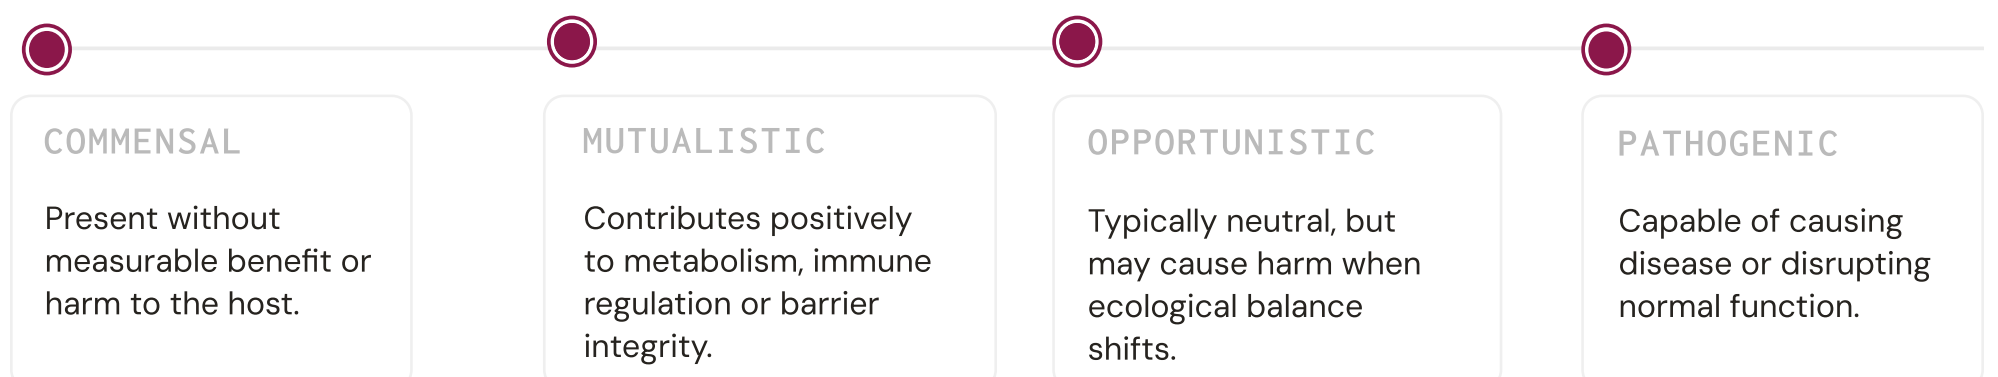 COMMENSAL
Present without
measurable benefit or
harm to the host.
MUTUALISTIC
Contributes positively
to metabolism, immune
regulation or barrier
integrity.
OPPORTUNISTIC
Typically neutral, but
may cause harm when
ecological balance
shifts.
PATHOGENIC
Capable of causing
disease or disrupting
normal function.